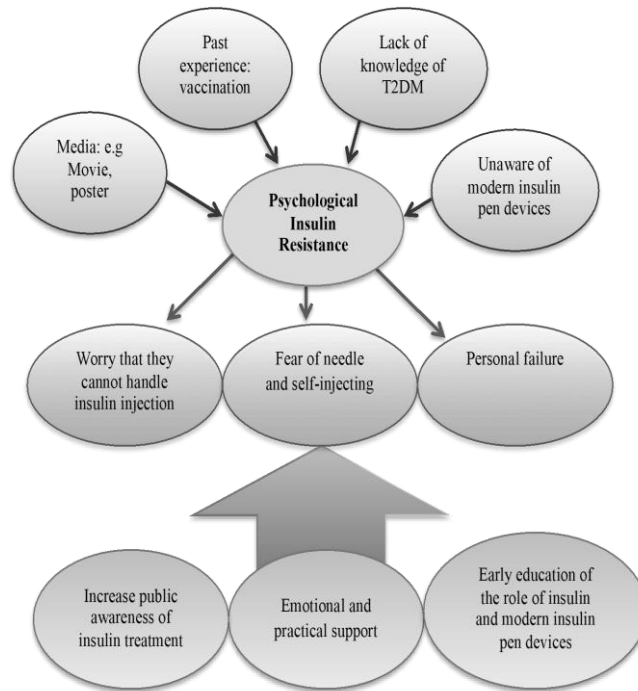 Past
experience:
vaccination
Lack of
knowledge of
T2DM
Media: e.g
Movie,
poster
Unaware of
modern insulin
pen devices
Psychological
Insulin
Resistance
Worry that they
cannot handle
insulin injection
Fear of needle
and self-injecting
Personal failure
Increase public
awareness of
insulin treatment
Emotional and
practical support
Early education of
the role of insulin
and modern insulin
pen devices